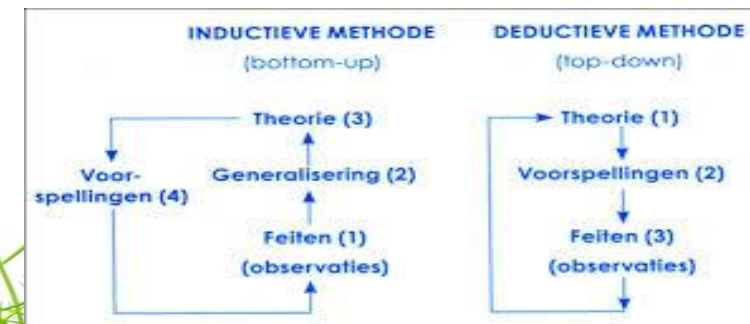 INDUCTIEVE METHODE
(bottom-up)
Theorie (3)
Voor-
spellingen (4)
Generalisering (2)
Feiten (1)
(observaties)
DEDUCTIEVE METHODE
(top-down)
Theorie (1)
Voorspellingen (2)
Feiten (3)
(observaties)